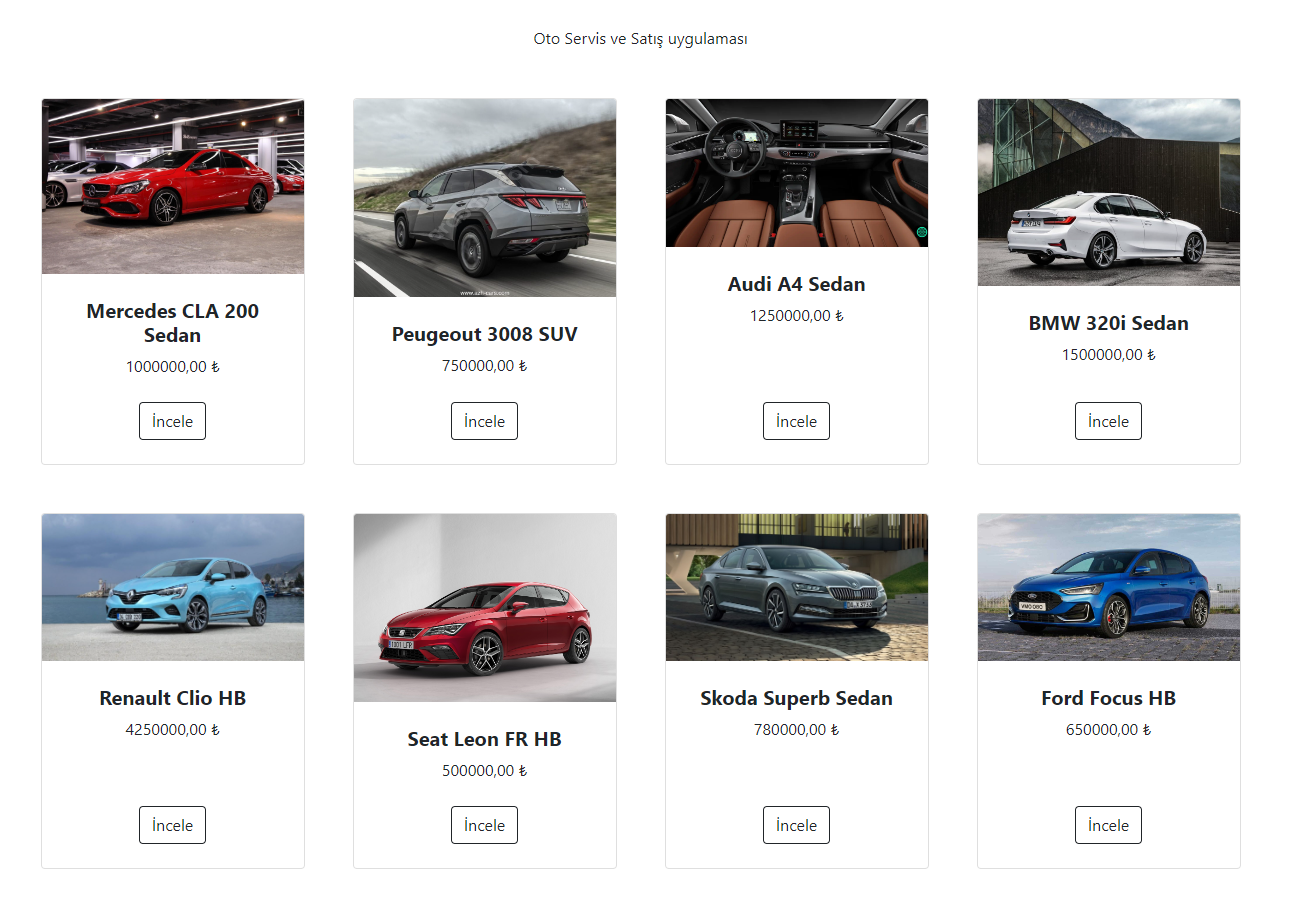 Oto Servis ve Satış uygulaması
Mercedes CLA 200
Sedan
1000000,00 ₺
İncele
Peugeout 3008 SUV
750000,00 ₺
İncele
Audi A4 Sedan
1250000,00 ₺
İncele
BMW 320i Sedan
1500000,00 ₺
İncele
Renault Clio HB
4250000,00 ₺
İncele
Seat Leon FR HB
500000,00 ₺
İncele
Skoda Superb Sedan
780000,00 ₺
İncele
Ford Focus HB
650000,00 ₺
İncele